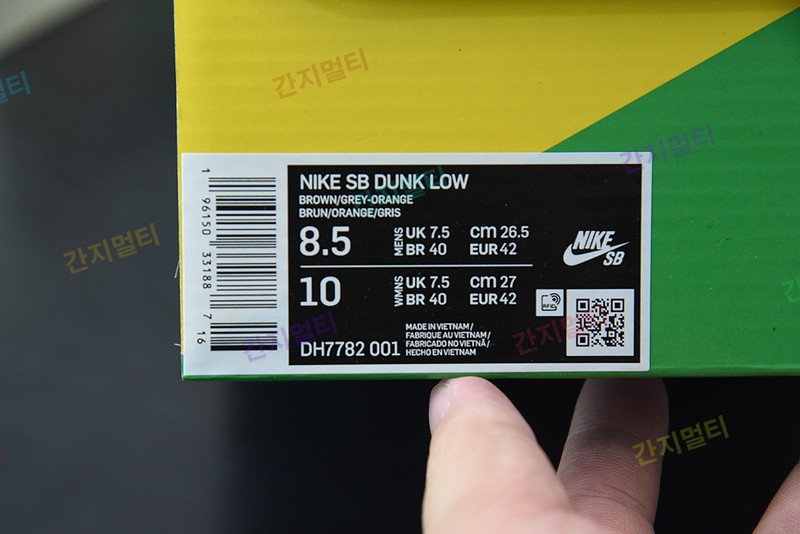 간지멀티
간지멀티
간지멀티
NIKE SB DUNK LOW
BROWN/GREY-ORANGE
BRUN/ORANGE/GRIS
8.5 MENS UK 7.5 CM 26.5
BR 40 EUR 42
NIKE
SB
10 WMNS UK 7.5 CM 27
BR 40 EUR 42
RFID
DH7782 001
MADE IN VIETNAM/
FABRIQUE AU VIETNAM/
FABRICADO NO VIETNÃ/
HECHO EN VIETNAM
1 96150 33188 7 16
간지멀티
간지멀티
간지멀티